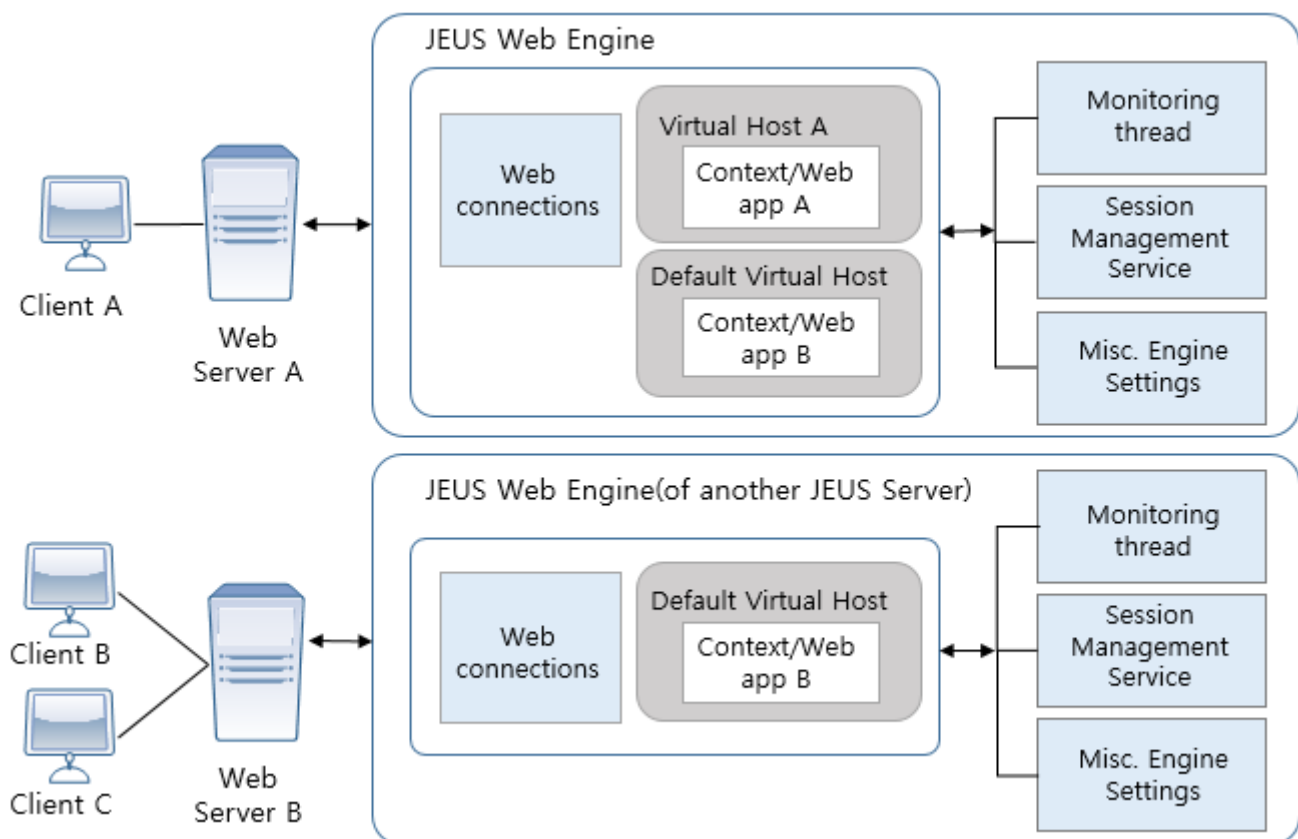 JEUS Web Engine
Client A
Web
Server A
Web
connections
Virtual Host A
Context/Web
app A
Default Virtual Host
Context/Web
app B
Monitoring
thread
Session
Management
Service
Misc. Engine
Settings
JEUS Web Engine(of another JEUS Server)
Client B
Client C
Web
Server B
Web
connections
Default Virtual Host
Context/Web
app B
Monitoring
thread
Session
Management
Service
Misc. Engine
Settings